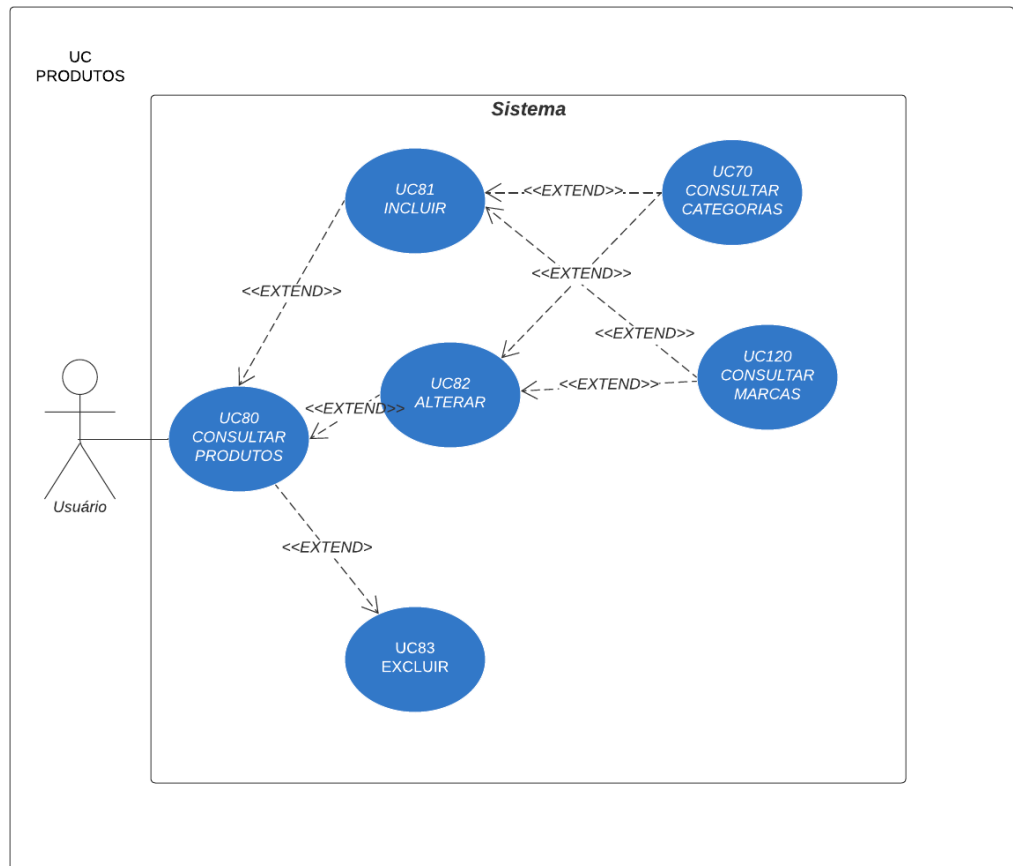 UC
PRODUTOS
Sistema
UC81
INCLUIR
<<EXTEND>>
UC70
CONSULTAR
CATEGORIAS
<<EXTEND>>
<<EXTEND>>
<<EXTEND>>
UC120
CONSULTAR
MARCAS
<<EXTEND>>
UC82
ALTERAR
<<EXTEND>>
UC80
CONSULTAR
PRODUTOS
Usuário
<<EXTEND>
UC83
EXCLUIR